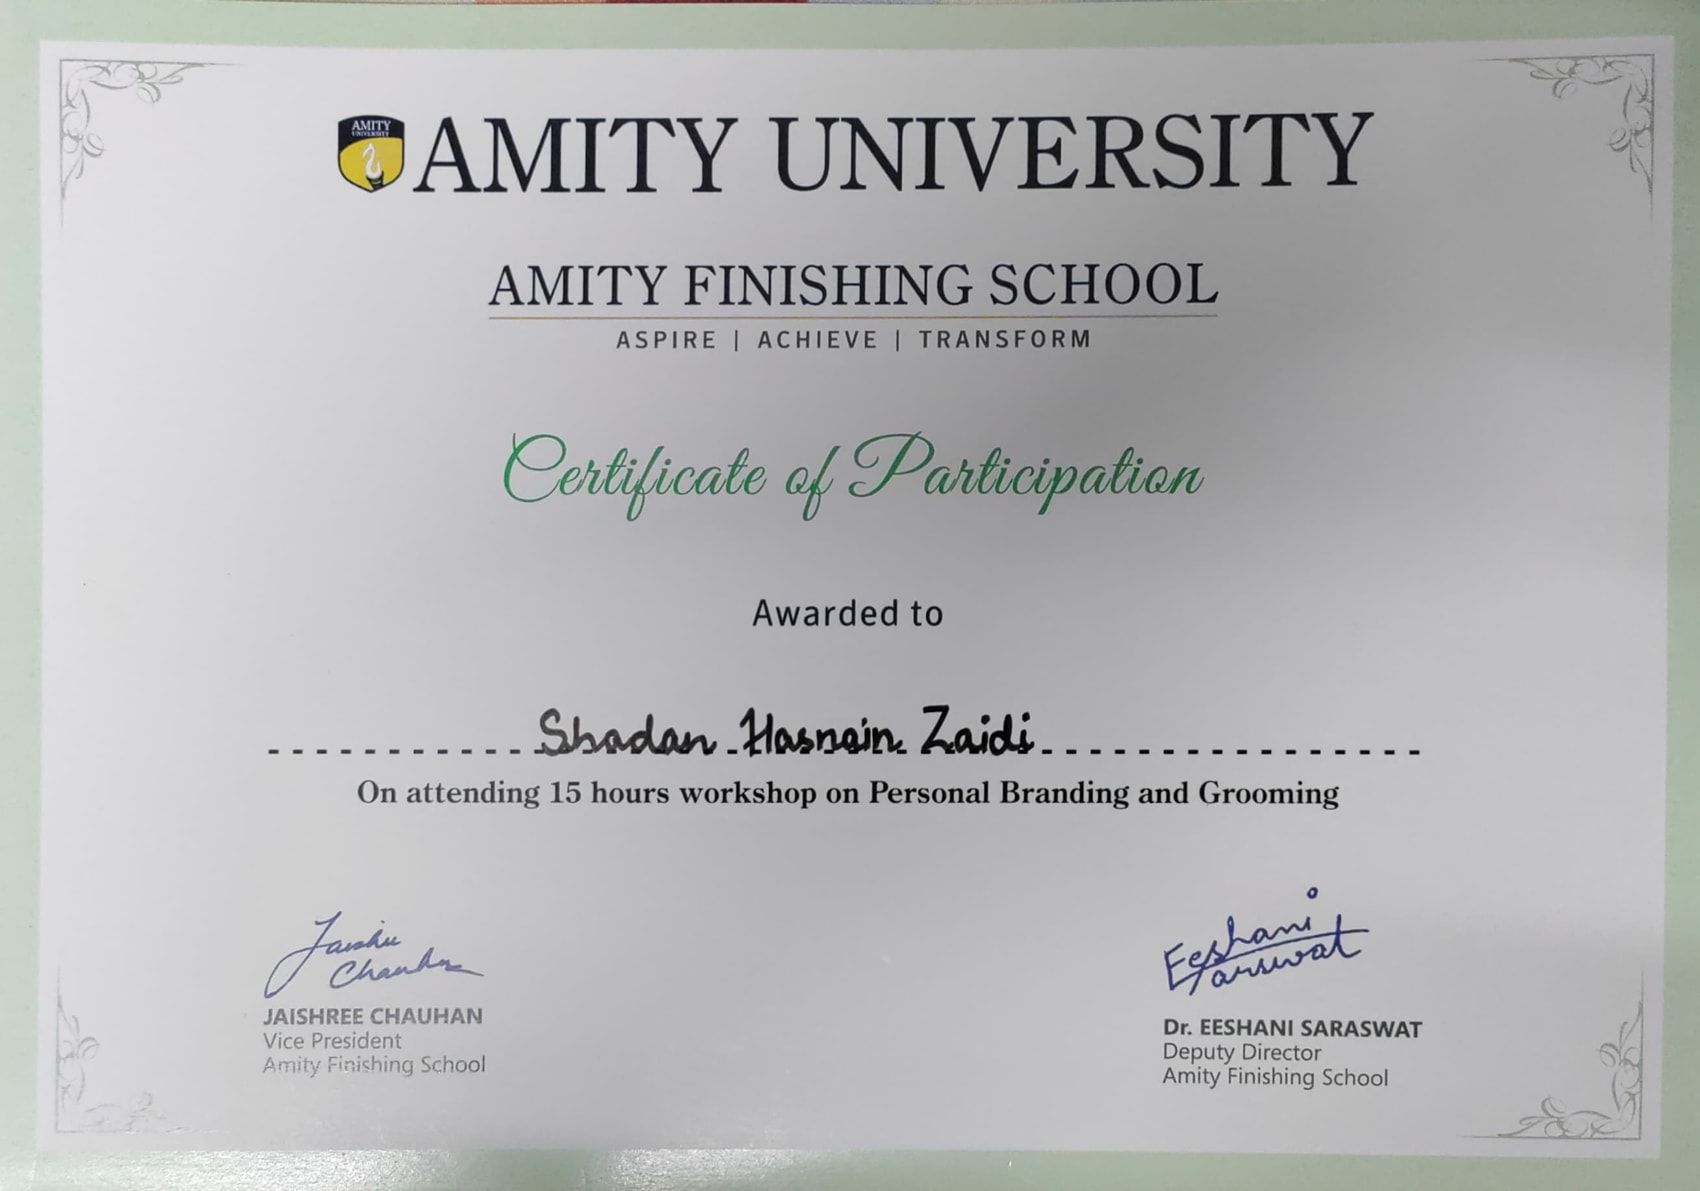 AMITY
UNIVERSITY
AMITY UNIVERSITY
AMITY FINISHING SCHOOL
ASPIRE | ACHIEVE | TRANSFORM
Certificate of Participation
Awarded to
Shadan Hasnain Zaidi
On attending 15 hours workshop on Personal Branding and Grooming
Jaishree
Chauhan
JAISHREE CHAUHAN
Vice President
Amity Finishing School
Eeshani
Sarswat
Dr. EESHANI SARASWAT
Deputy Director
Amity Finishing School